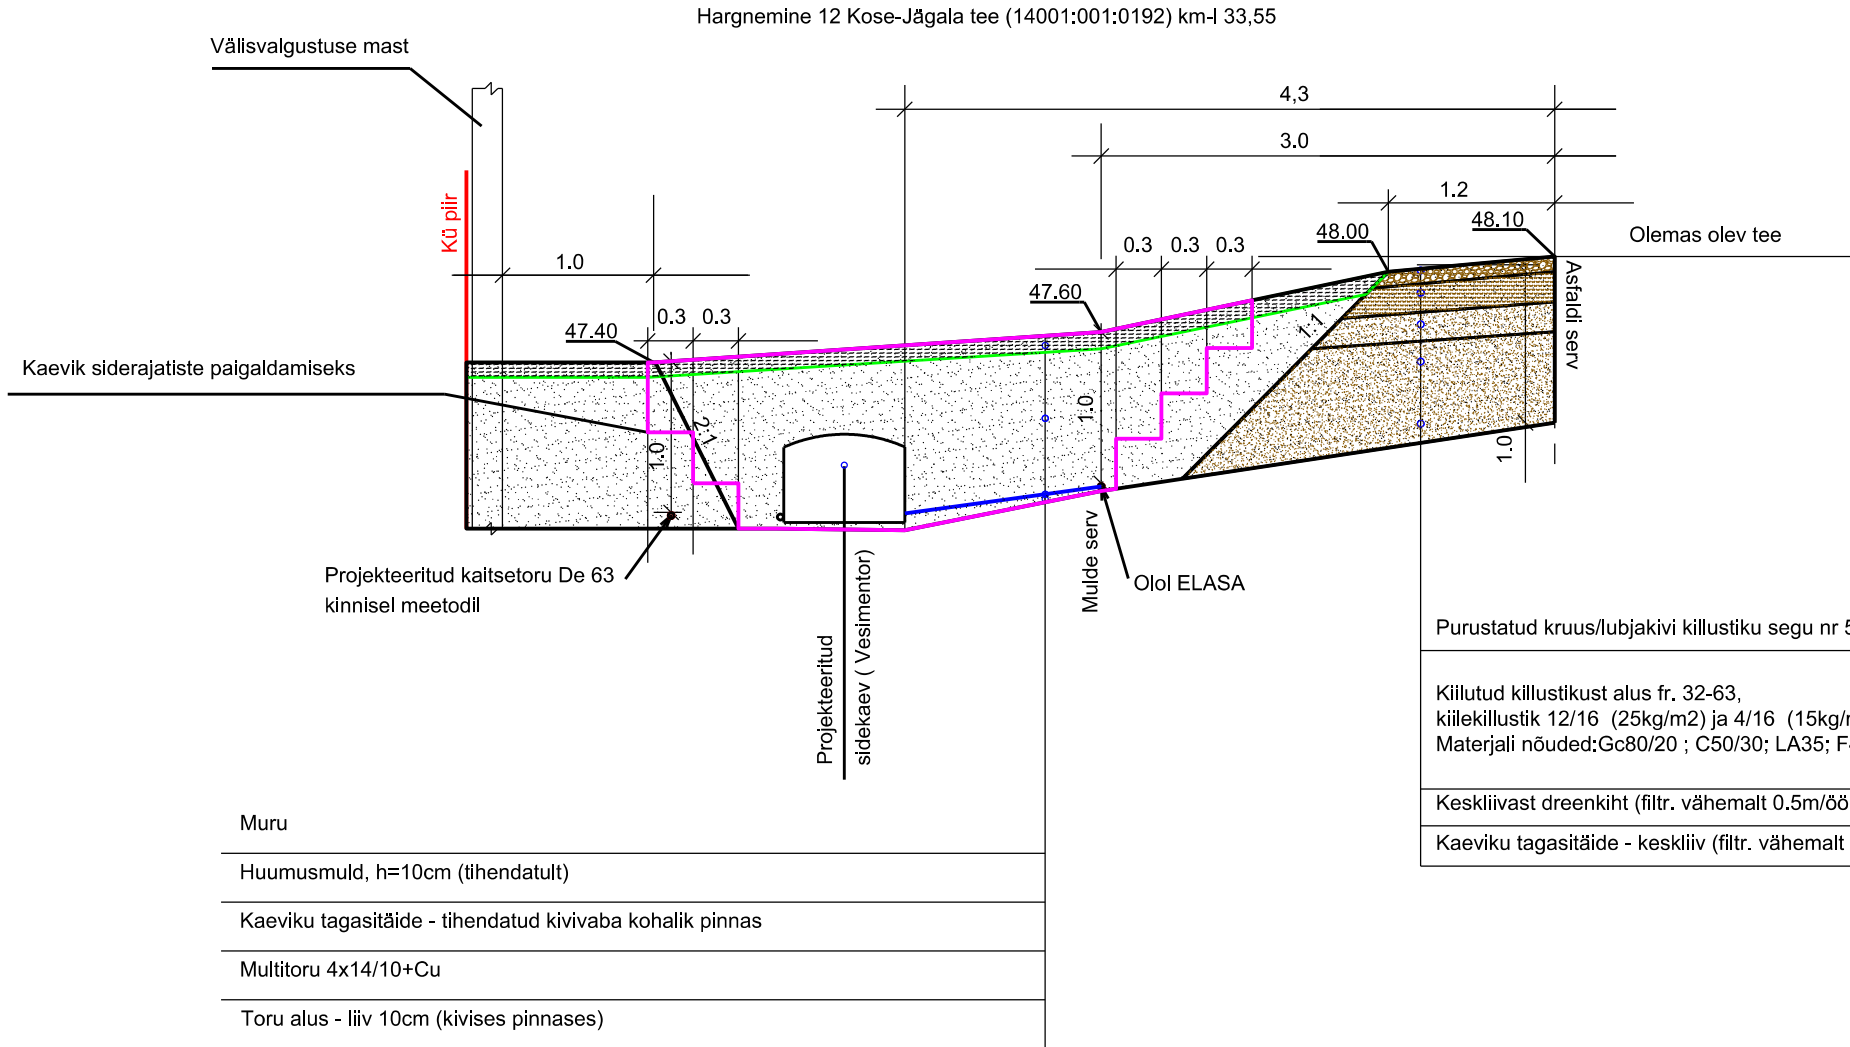 Hargnemine 12 Kose-Jägala tee (14001:001:0192) km-l 33,55
Välisvalgustuse mast
4,3
3.0
1.2
48.10
48.00
Olemas olev tee
Kü piir
1.0
0.3
0.3
0.3
47.60
Asfaldi serv
0.3
0.3
47.40
1:1
Kaevik siderajatiste paigaldamiseks
1.0
2:1
1.0
1.0
Projekteeritud kaitsetoru De 63
kinnisel meetodil
Mulde serv
Olol ELASA
Projekteeritud
sidekaev ( Vesimentor)
Purustatud kruus/lubjakivi killustiku segu nr 5
Kiilutud killustikust alus fr. 32-63,
kiilekillustik 12/16 (25kg/m2) ja 4/16 (15kg/
Materjali nõuded:Gc80/20 ; C50/30; LA35;
Keskliivast dreenkiht (filtr. vähemalt 0.5m/öö
Kaeviku tagasitäide - keskliiv (filtr. vähemalt
Muru
Huumusmuld, h=10cm (tihendatult)
Kaeviku tagasitäide - tihendatud kivivaba kohalik pinnas
Multitoru 4x14/10+Cu
Toru alus - liiv 10cm (kivises pinnases)